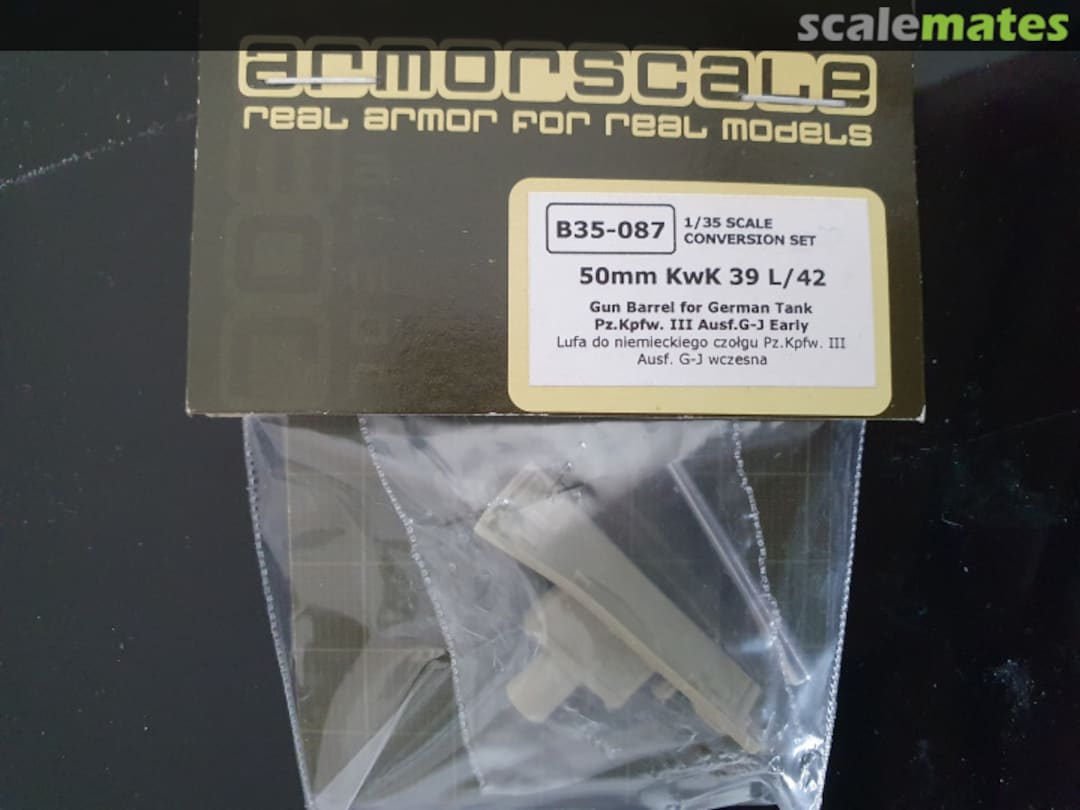 scalemates
armorscale
real armor for real models
B35-087
1/35 SCALE
CONVERSION SET
50mm KwK 39 L/42
Gun Barrel for German Tank
Pz.Kpfw. III Ausf.G-J Early
Lufa do niemieckiego czołgu Pz.Kpfw. III
Ausf. G-J wczesna